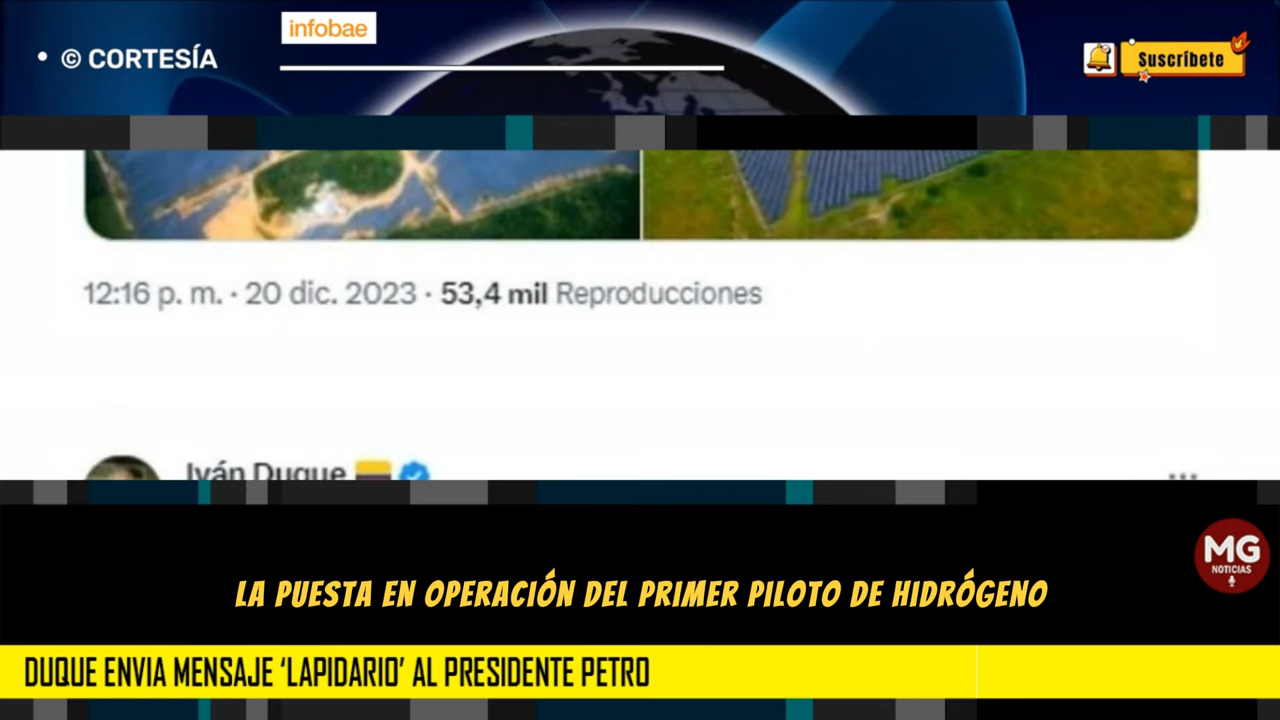 infobae
• © CORTESÍA
Suscríbete
12:16 p. m. · 20 dic. 2023 · 53,4 mil Reproducciones
Iván Duque
MG
NOTICIAS
LA PUESTA EN OPERACIÓN DEL PRIMER PILOTO DE HIDRÓGENO
DUQUE ENVIA MENSAJE ‘LAPIDARIO’ AL PRESIDENTE PETRO